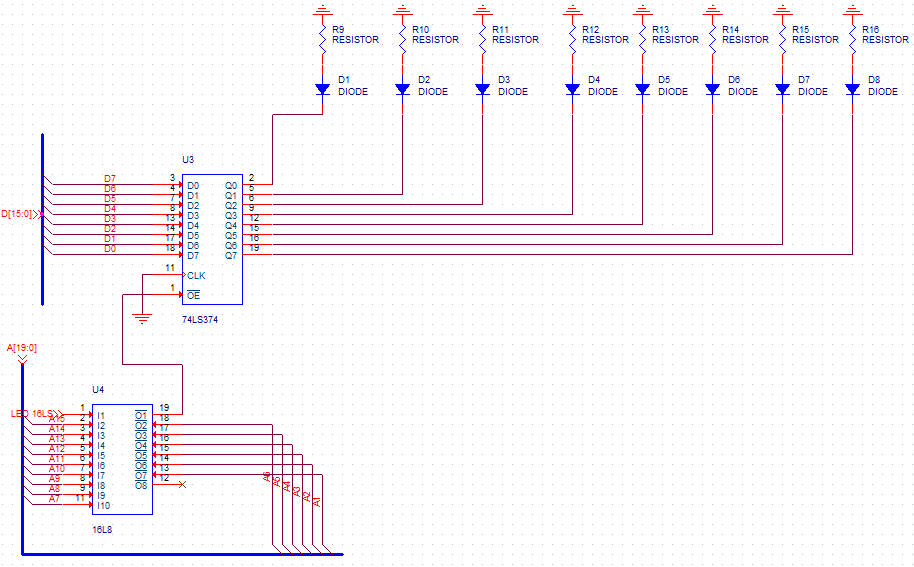 R9 R10 R11 R12 R13 R14 R15 R16
RESISTOR RESISTOR RESISTOR RESISTOR RESISTOR RESISTOR RESISTOR RESISTOR
D1 D2 D3 D4 D5 D6 D7 D8
DIODE DIODE DIODE DIODE DIODE DIODE DIODE DIODE
U3
D7 3 D0 Q0 2
D6 4 D1 Q1 5
D5 7 D2 Q2 6
D[15:0] D4 8 D3 Q3 9
D3 13 D4 Q4 12
D2 14 D5 Q5 15
D1 17 D6 Q6 16
D0 18 D7 Q7 19
11 CLK
1 OE
74LS374
A[19:0]
U4
LED 16LS 1 I1 O1 19
A15 2 I2 O2 18
A14 3 I3 O3 17
A13 4 I4 O4 16
A12 5 I5 O5 15
A11 6 I6 O6 14
A10 7 I7 O7 13
A9 8 I8 O8 12
A8 9 I9
A7 11 I10
A6 A5 A4 A3 A2 A1
16L8